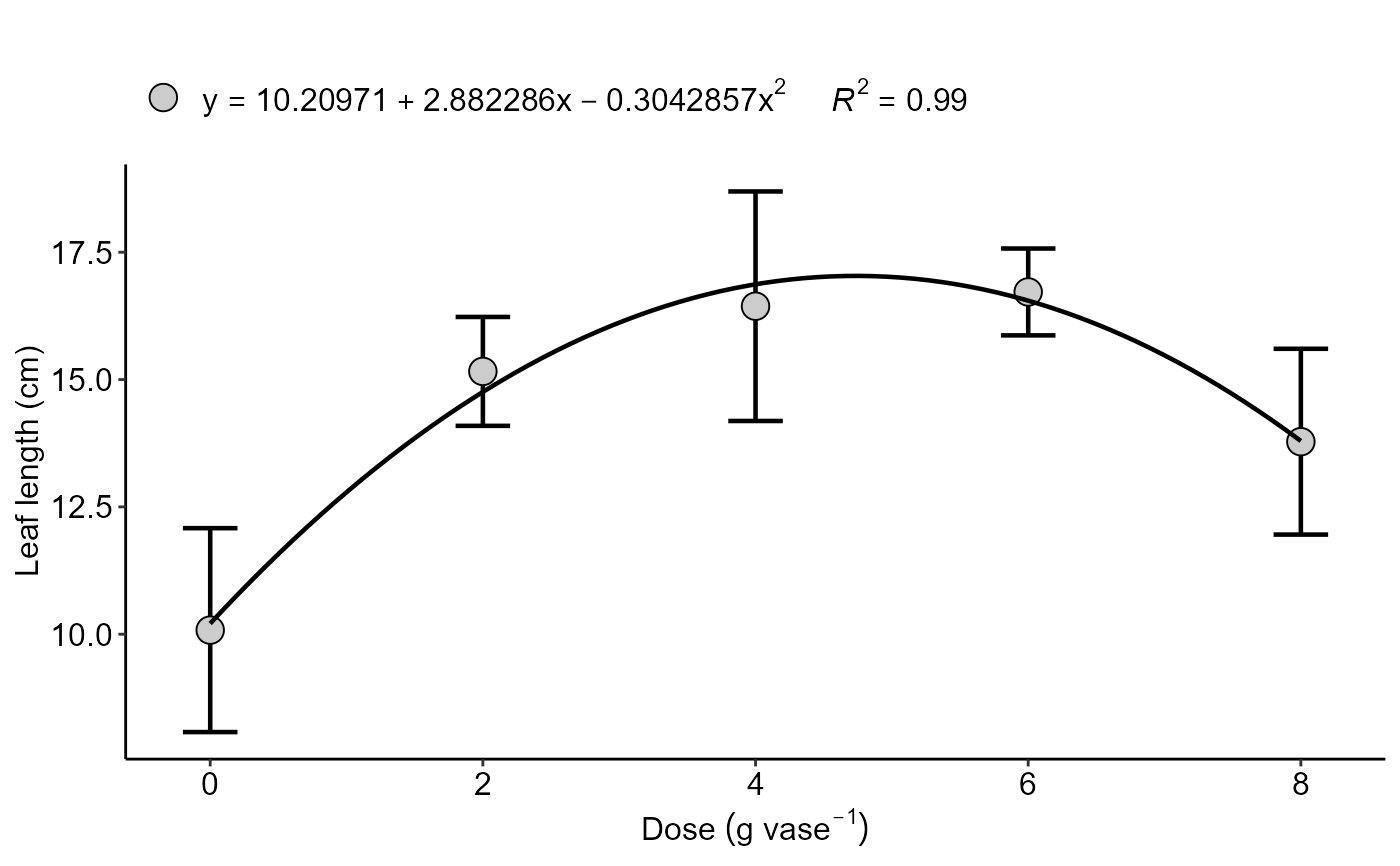 y = 10.20971 + 2.882286x − 0.3042857x² R² = 0.99
Leaf length (cm)
17.5
15.0
12.5
10.0
0 2 4 6 8
Dose (g vase⁻¹)